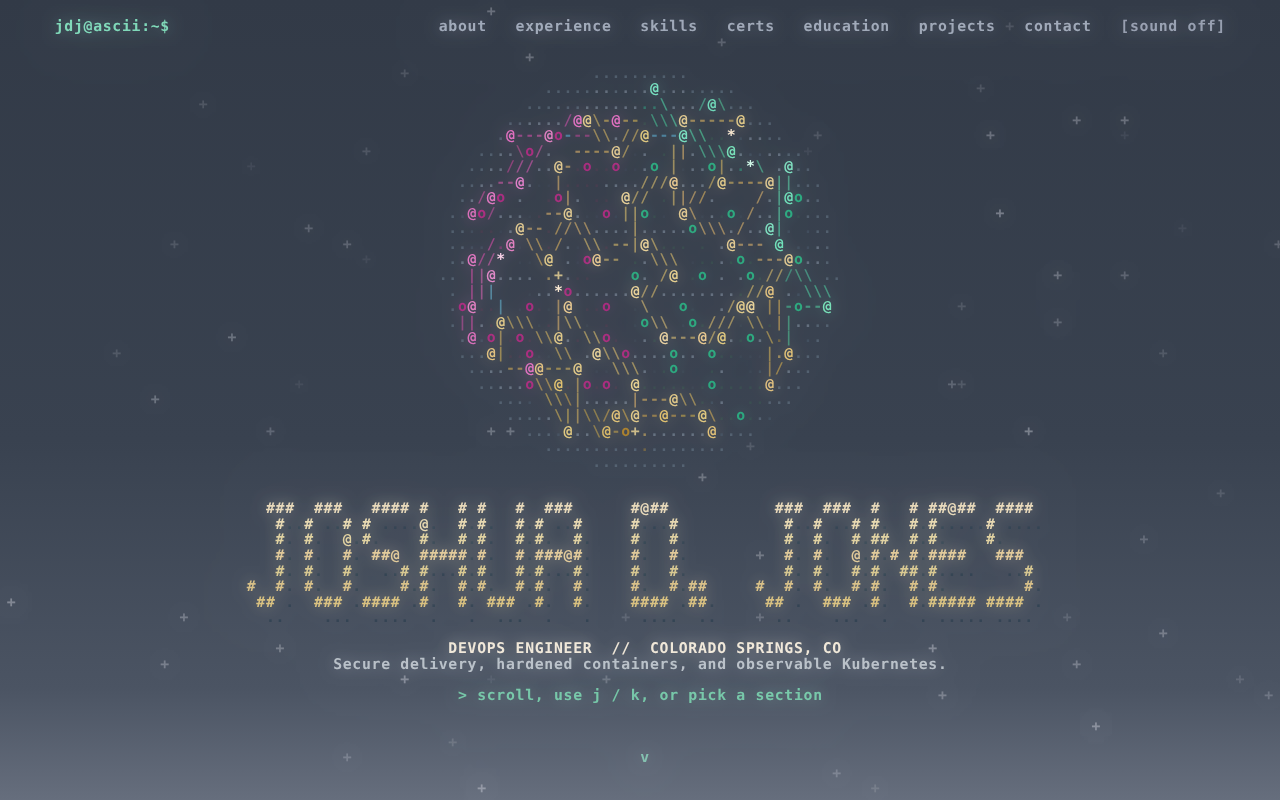 jdj@ascii:~$
about experience skills certs education projects contact [sound off]
JOSHUA D. JONES
DEVOPS ENGINEER // COLORADO SPRINGS, CO
Secure delivery, hardened containers, and observable Kubernetes.
> scroll, use j / k, or pick a section
v